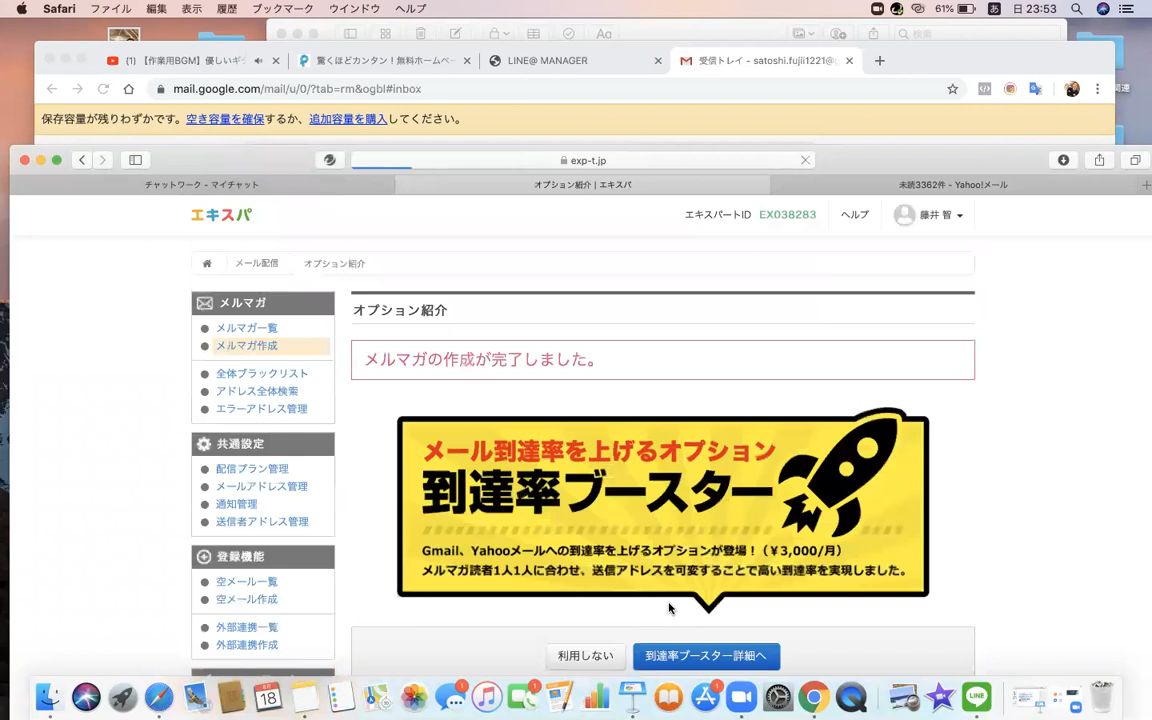 Safari ファイル 編集 表示 履歴 ブックマーク ウインドウ ヘルプ 61% あ 日 23:53
Aa 検索
(1) 【作業用BGM】優しいギ 驚くほどカンタン！無料ホームペ LINE@ MANAGER 受信トレイ - satoshi.fujii1221@g
mail.google.com/mail/u/0/?tab=rm&ogbl#inbox
保存容量が残りわずかです。空き容量を確保するか、追加容量を購入してください。
exp-t.jp
チャットワーク - マイチャット オプション紹介 | エキスパ 未読3362件 - Yahoo!メール
エキスパ エキスパートID EX038283 ヘルプ 藤井 智
メール配信 オプション紹介
メルマガ
メルマガ一覧
メルマガ作成
全体ブラックリスト
アドレス全体検索
エラーアドレス管理
共通設定
配信プラン管理
メールアドレス管理
通知管理
送信者アドレス管理
登録機能
空メール一覧
空メール作成
外部連携一覧
外部連携作成
オプション紹介
メルマガの作成が完了しました。
メール到達率を上げるオプション
到達率ブースター
Gmail、Yahooメールへの到達率を上げるオプションが登場！（￥3,000/月）
メルマガ読者1人1人に合わせ、送信アドレスを可変することで高い到達率を実現しました。
利用しない 到達率ブースター詳細へ
8月
18
1
1
1
LINE